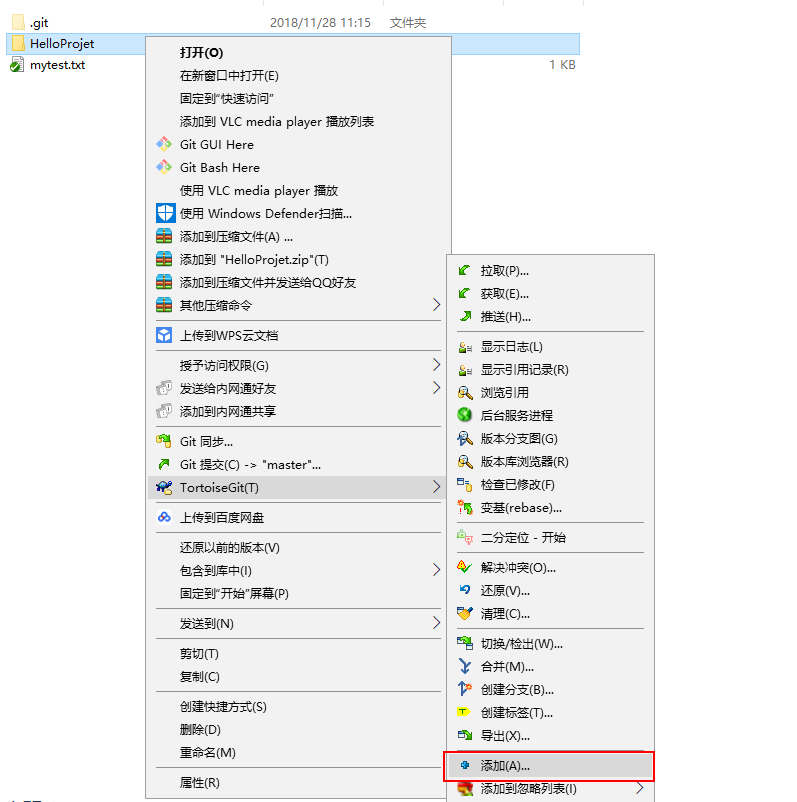 .git 2018/11/28 11:15 文件夹
HelloProjet
mytest.txt 1 KB
打开(O)
在新窗口中打开(E)
固定到"快速访问"
添加到 VLC media player 播放列表
Git GUI Here
Git Bash Here
使用 VLC media player 播放
使用 Windows Defender扫描...
添加到压缩文件(A) ...
添加到 "HelloProjet.zip"(T)
添加到压缩文件并发送给QQ好友
其他压缩命令
上传到WPS云文档
授予访问权限(G)
发送给内网通好友
添加到内网通共享
Git 同步...
Git 提交(C) -> "master"...
TortoiseGit(T)
上传到百度网盘
还原以前的版本(V)
包含到库中(I)
固定到"开始"屏幕(P)
发送到(N)
剪切(T)
复制(C)
创建快捷方式(S)
删除(D)
重命名(M)
属性(R)
拉取(P)...
获取(E)...
推送(H)...
显示日志(L)
显示引用记录(R)
浏览引用
后台服务进程
版本分支图(G)
版本库浏览器(R)
检查已修改(F)
变基(rebase)...
二分定位 - 开始
解决冲突(O)...
还原(V)...
清理(C)...
切换/检出(W)...
合并(M)...
创建分支(B)...
创建标签(T)...
导出(X)...
添加(A)...
添加到忽略列表(I)